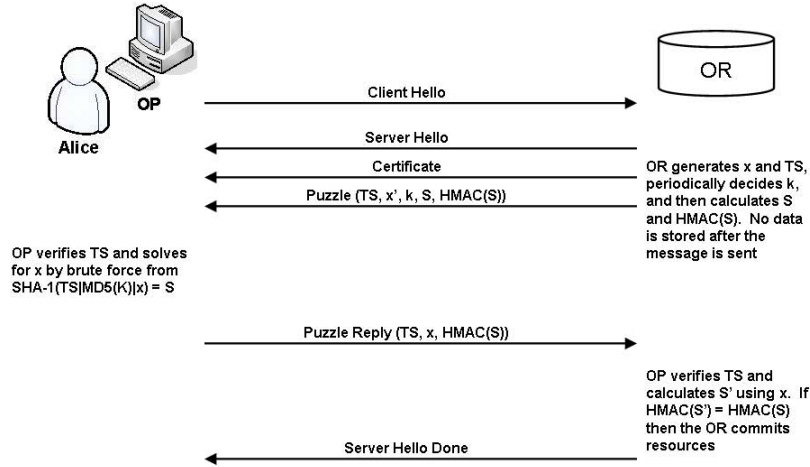 OP
Alice
OR
Client Hello
Server Hello
Certificate
Puzzle (TS, x', k, S, HMAC(S))
OR generates x and TS,
periodically decides k,
and then calculates S
and HMAC(S). No data
is stored after the
message is sent
OP verifies TS and solves
for x by brute force from
SHA-1(TS|MD5(K)|x) = S
Puzzle Reply (TS, x, HMAC(S))
OP verifies TS and
calculates S' using x. If
HMAC(S') = HMAC(S)
then the OR commits
resources
Server Hello Done